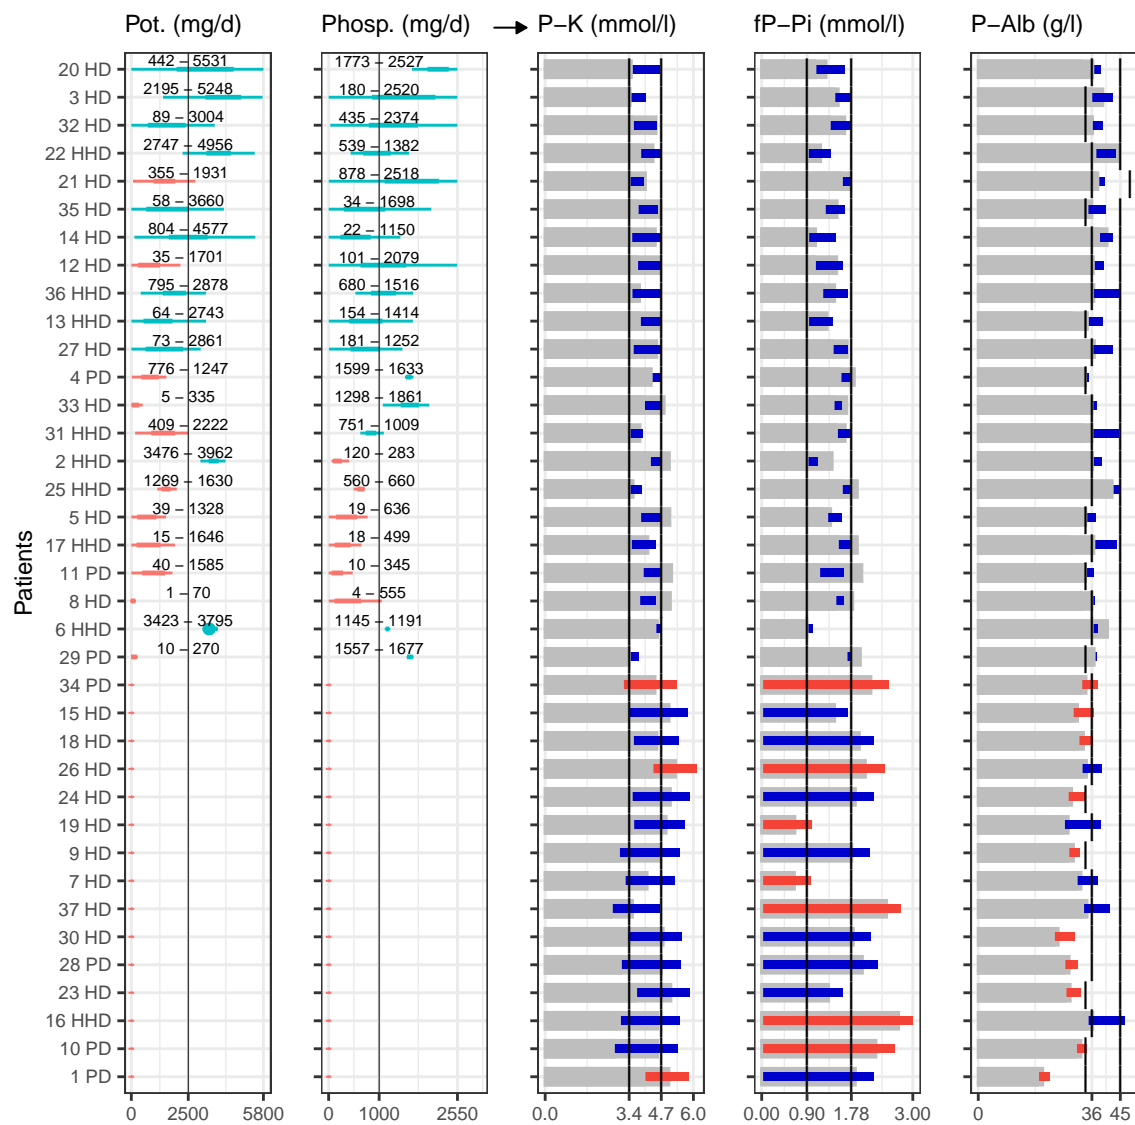 Pot. (mg/d) Phosp. (mg/d) P−K (mmol/l) fP−Pi (mmol/l) P−Alb (g/l)
20 HD 442 − 5531 1773 − 2527
3 HD 2195 − 5248 180 − 2520
32 HD 89 − 3004 435 − 2374
22 HHD 2747 − 4956 539 − 1382
21 HD 355 − 1931 878 − 2518
35 HD 58 − 3660 34 − 1698
14 HD 804 − 4577 22 − 1150
12 HD 35 − 1701 101 − 2079
36 HHD 795 − 2878 680 − 1516
13 HHD 64 − 2743 154 − 1414
27 HD 73 − 2861 181 − 1252
4 PD 776 − 1247 1599 − 1633
33 HD 5 − 335 1298 − 1861
31 HHD 409 − 2222 751 − 1009
2 HHD 3476 − 3962 120 − 283
25 HHD 1269 − 1630 560 − 660
5 HD 39 − 1328 19 − 636
17 HHD 15 − 1646 18 − 499
11 PD 40 − 1585 10 − 345
8 HD 1 − 70 4 − 555
6 HHD 3423 − 3795 1145 − 1191
29 PD 10 − 270 1557 − 1677
34 PD
15 HD
18 HD
26 HD
24 HD
19 HD
9 HD
7 HD
37 HD
30 HD
28 PD
23 HD
16 HHD
10 PD
1 PD
Patients
0 2500 5800 0 1000 2550 0.0 3.4 4.7 6.0 0.00 0.90 1.78 3.00 0 36 45